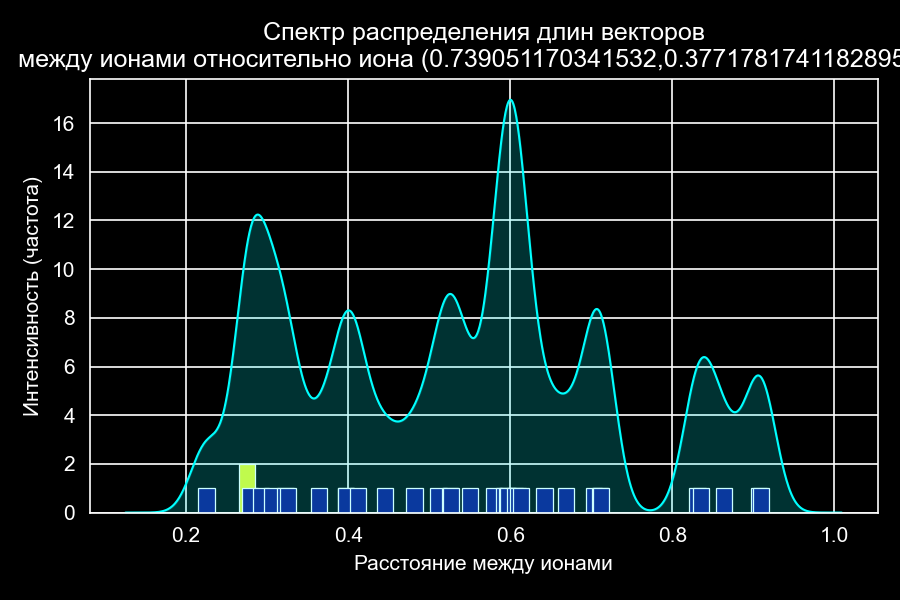 Спектр распределения длин векторов
между ионами относительно иона (0.739051170341532,0.3771781741182895
Интенсивность (частота)
16
14
12
10
8
6
4
2
0
0.2 0.4 0.6 0.8 1.0
Расстояние между ионами